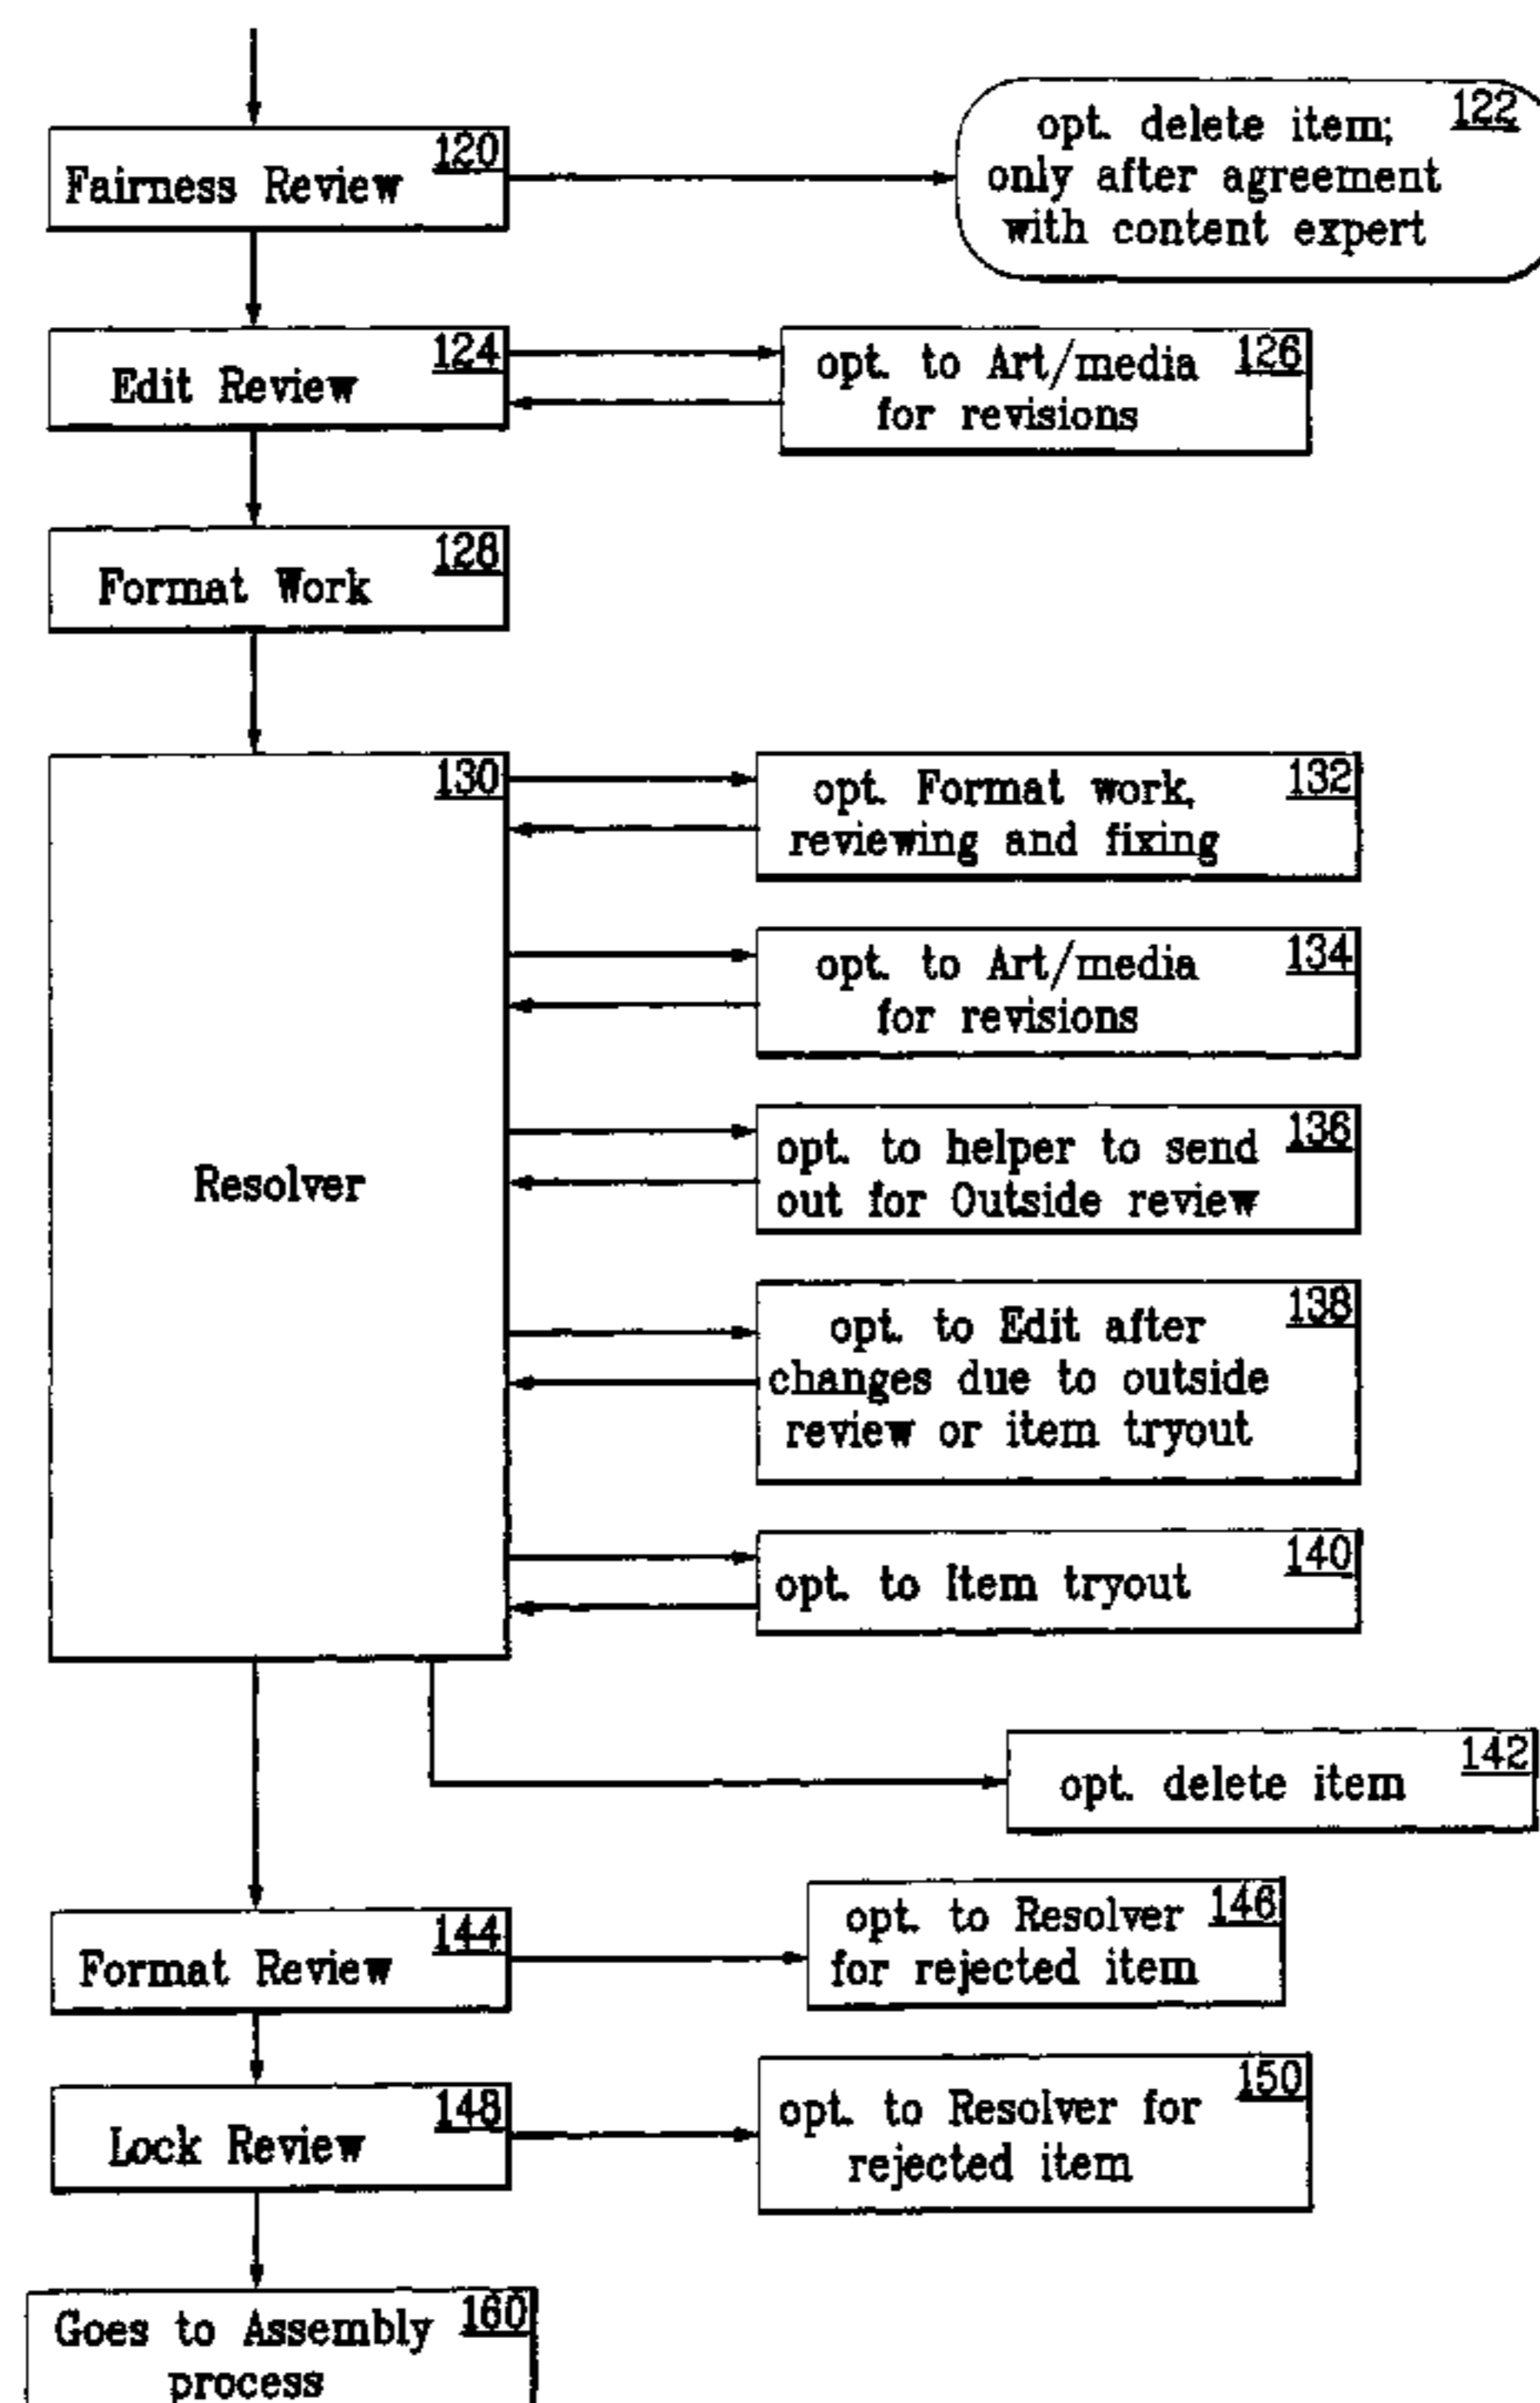 120
Fairness Review
122
opt. delete item;
only after agreement
with content expert
124
Edit Review
126
opt. to Art/media
for revisions
128
Format Work
130
Resolver
132
opt. Format work,
reviewing and fixing
134
opt. to Art/media
for revisions
136
opt. to helper to send
out for Outside review
138
opt. to Edit after
changes due to outside
review or item tryout
140
opt. to Item tryout
142
opt. delete item
144
Format Review
146
opt. to Resolver
for rejected item
148
Lock Review
150
opt. to Resolver for
rejected item
160
Goes to Assembly
process